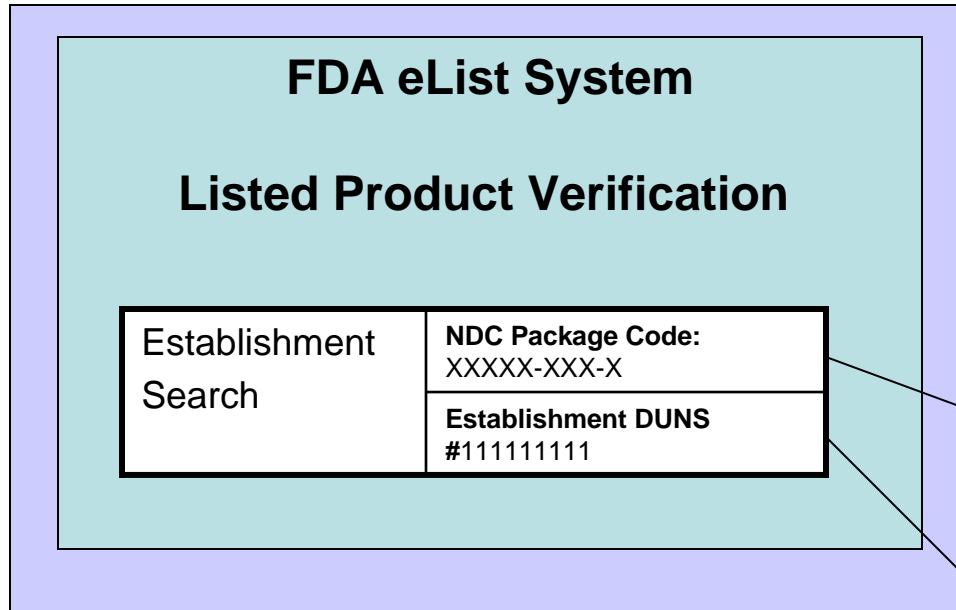 FDA eList System
Listed Product Verification
Establishment
Search
NDC Package Code:
XXXXX-XXX-X
Establishment DUNS
#111111111